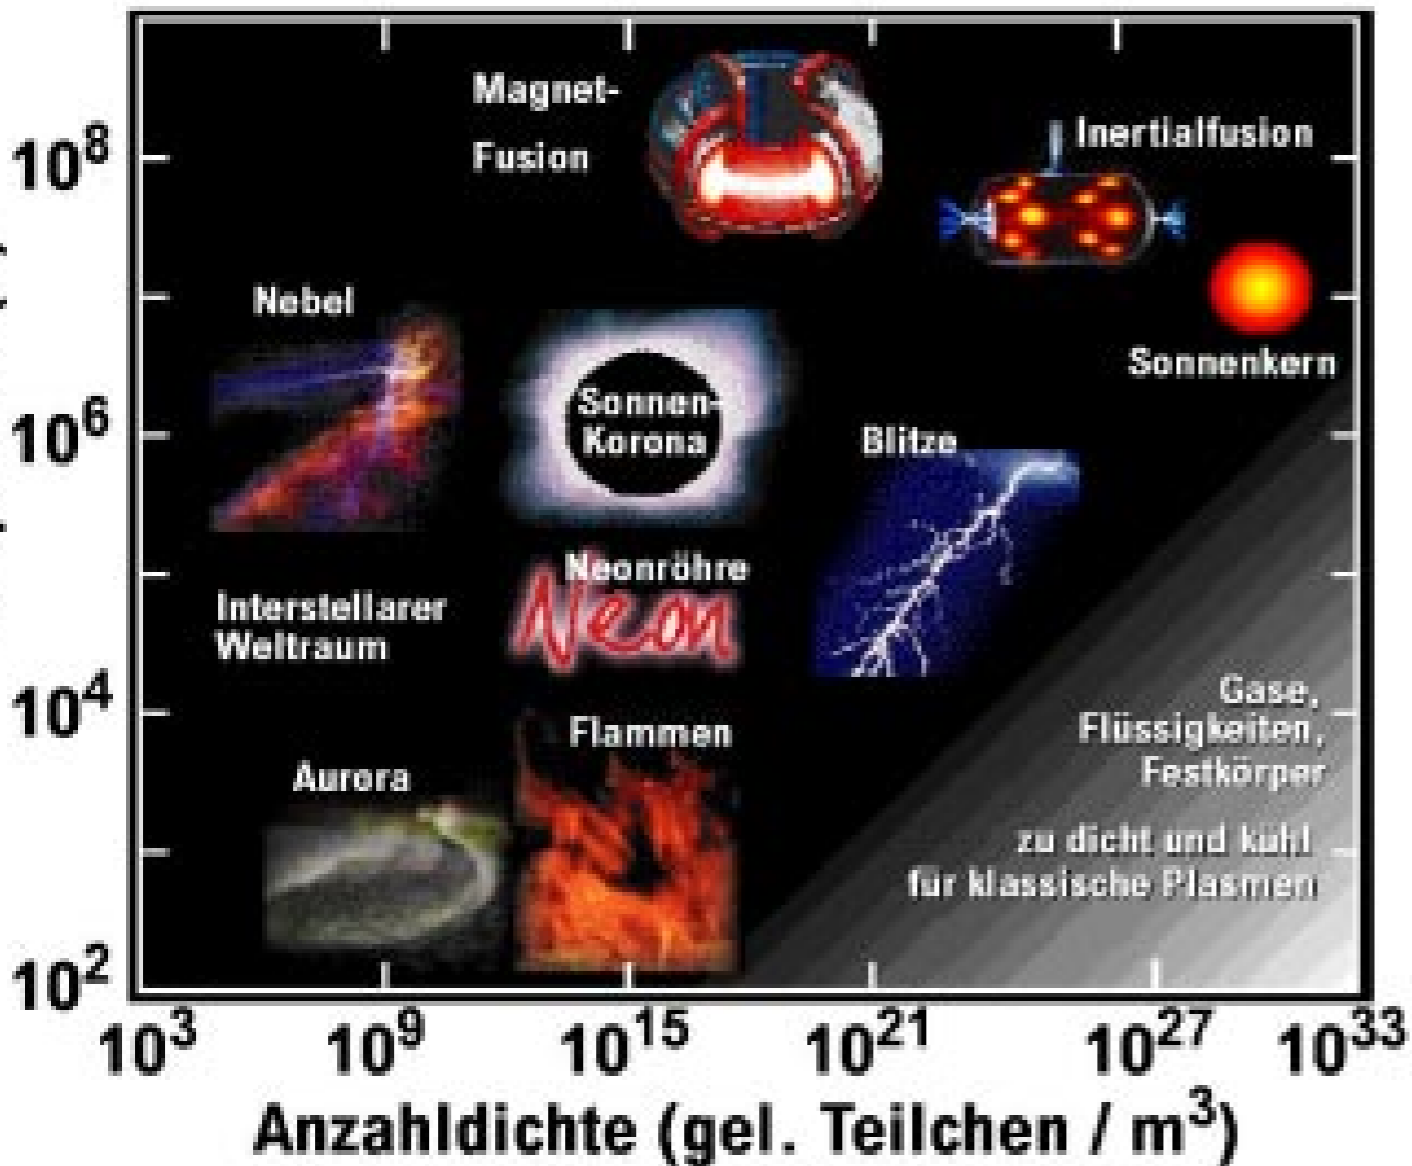 Magnet-
Fusion
Inertialfusion
10⁸
Nebel
Sonnenkern
Sonnen-
Korona
Blitze
10⁶
Neonröhre
Neon
Interstellarer
Weltraum
10⁴
Gase,
Flüssigkeiten,
Festkörper
Flammen
Aurora
zu dicht und kühl
für klassische Plasmen
10²
10³ 10⁹ 10¹⁵ 10²¹ 10²⁷ 10³³
Anzahldichte (gel. Teilchen / m³)